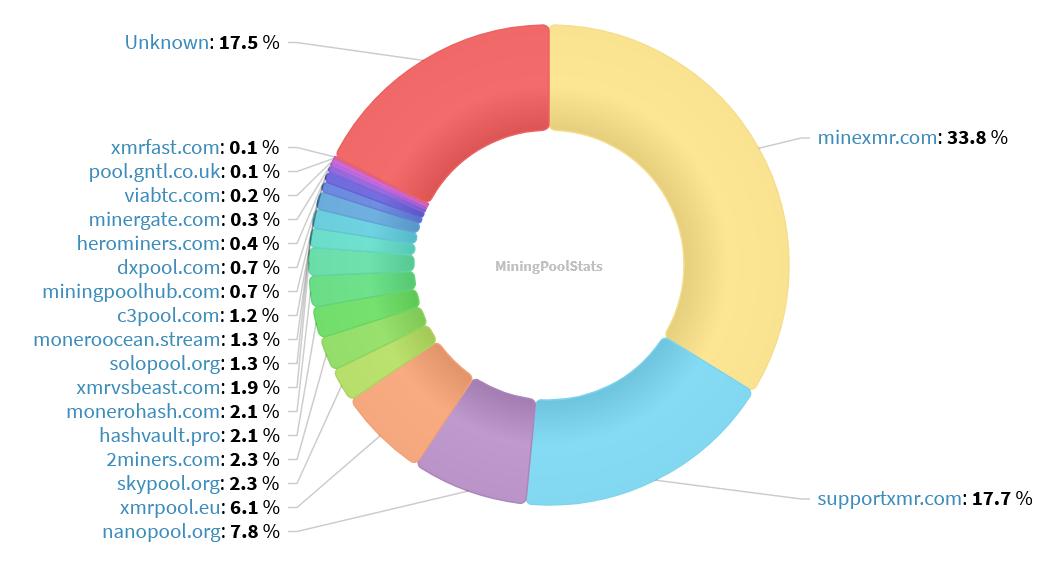 Unknown: 17.5 %
xmrfast.com: 0.1 %
pool.gntl.co.uk: 0.1 %
viabtc.com: 0.2 %
minergate.com: 0.3 %
herominers.com: 0.4 %
dxpool.com: 0.7 %
miningpoolhub.com: 0.7 %
c3pool.com: 1.2 %
moneroocean.stream: 1.3 %
solopool.org: 1.3 %
xmrvsbeast.com: 1.9 %
monerohash.com: 2.1 %
hashvault.pro: 2.1 %
2miners.com: 2.3 %
skypool.org: 2.3 %
xmrpool.eu: 6.1 %
nanopool.org: 7.8 %
MiningPoolStats
minexmr.com: 33.8 %
supportxmr.com: 17.7 %